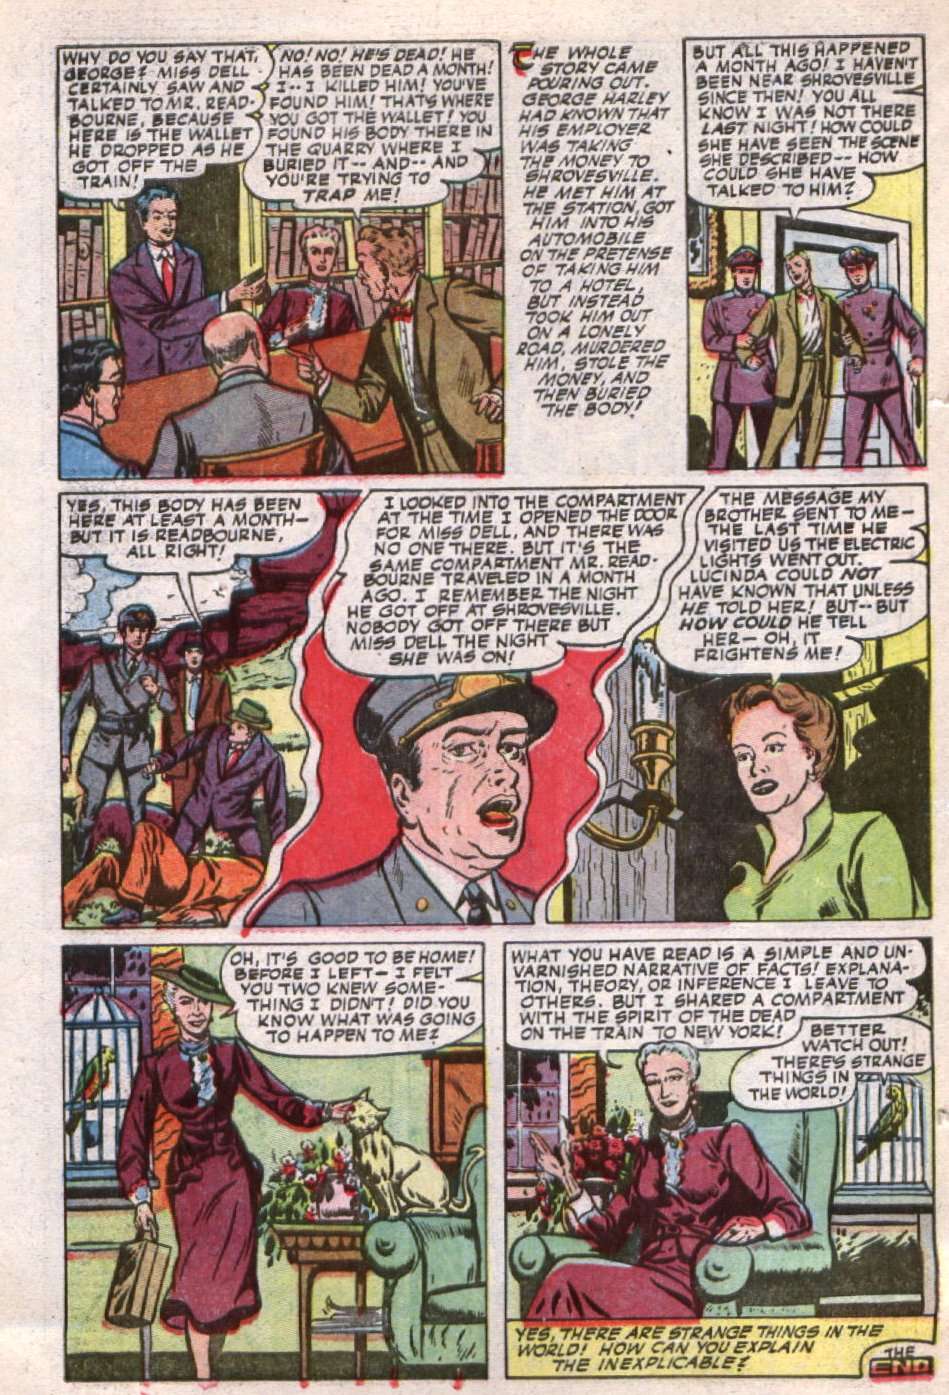 WHY DO YOU SAY THAT,
GEORGE? MISS DELL
CERTAINLY SAW AND
TALKED TO MR. READ-
BOURNE, BECAUSE
HERE IS THE WALLET
HE DROPPED AS HE
GOT OFF THE
TRAIN!
NO! NO! HE'S DEAD! HE
HAS BEEN DEAD A MONTH!
I-- I KILLED HIM! YOU'VE
FOUND HIM! THATS WHERE
YOU GOT THE WALLET! YOU
FOUND HIS BODY THERE IN
THE QUARRY WHERE I
BURIED IT-- AND-- AND
YOU'RE TRYING TO
TRAP ME!
THE WHOLE
STORY CAME
POURING OUT.
GEORGE HARLEY
HAD KNOWN THAT
HIS EMPLOYER
WAS TAKING
THE MONEY TO
SHROVESVILLE.
HE MET HIM AT
THE STATION, GOT
HIM INTO HIS
AUTOMOBILE
ON THE PRETENSE
OF TAKING HIM
TO A HOTEL,
BUT INSTEAD
TOOK HIM OUT
ON A LONELY
ROAD, MURDERED
HIM, STOLE THE
MONEY, AND
THEN BURIED
THE BODY!
BUT ALL THIS HAPPENED
A MONTH AGO! I HAVEN'T
BEEN NEAR SHROVESVILLE
SINCE THEN! YOU ALL
KNOW I WAS NOT THERE
LAST NIGHT! HOW COULD
SHE HAVE SEEN THE SCENE
SHE DESCRIBED-- HOW
COULD SHE HAVE
TALKED TO HIM?
YES, THIS BODY HAS BEEN
HERE AT LEAST A MONTH--
BUT IT IS READBOURNE,
ALL RIGHT!
I LOOKED INTO THE COMPARTMENT
AT THE TIME I OPENED THE DOOR
FOR MISS DELL, AND THERE WAS
NO ONE THERE. BUT IT'S THE
SAME COMPARTMENT MR. READ-
BOURNE TRAVELED IN A MONTH
AGO. I REMEMBER THE NIGHT
HE GOT OFF AT SHROVESVILLE.
NOBODY GOT OFF THERE BUT
MISS DELL THE NIGHT
SHE WAS ON!
THE MESSAGE MY
BROTHER SENT TO ME--
THE LAST TIME HE
VISITED US THE ELECTRIC
LIGHTS WENT OUT.
LUCINDA COULD NOT
HAVE KNOWN THAT UNLESS
HE TOLD HER! BUT-- BUT
HOW COULD HE TELL
HER-- OH, IT
FRIGHTENS ME!
OH, IT'S GOOD TO BE HOME!
BEFORE I LEFT-- I FELT
YOU TWO KNEW SOME-
THING I DIDN'T! DID YOU
KNOW WHAT WAS GOING
TO HAPPEN TO ME?
WHAT YOU HAVE READ IS A SIMPLE AND UN-
VARNISHED NARRATIVE OF FACTS! EXPLANA-
TION, THEORY, OR INFERENCE I LEAVE TO
OTHERS. BUT I SHARED A COMPARTMENT
WITH THE SPIRIT OF THE DEAD
ON THE TRAIN TO NEW YORK!
BETTER
WATCH OUT!
THERE'S STRANGE
THINGS IN
THE WORLD!
YES, THERE ARE STRANGE THINGS IN THE
WORLD! HOW CAN YOU EXPLAIN
THE INEXPLICABLE?
THE
END